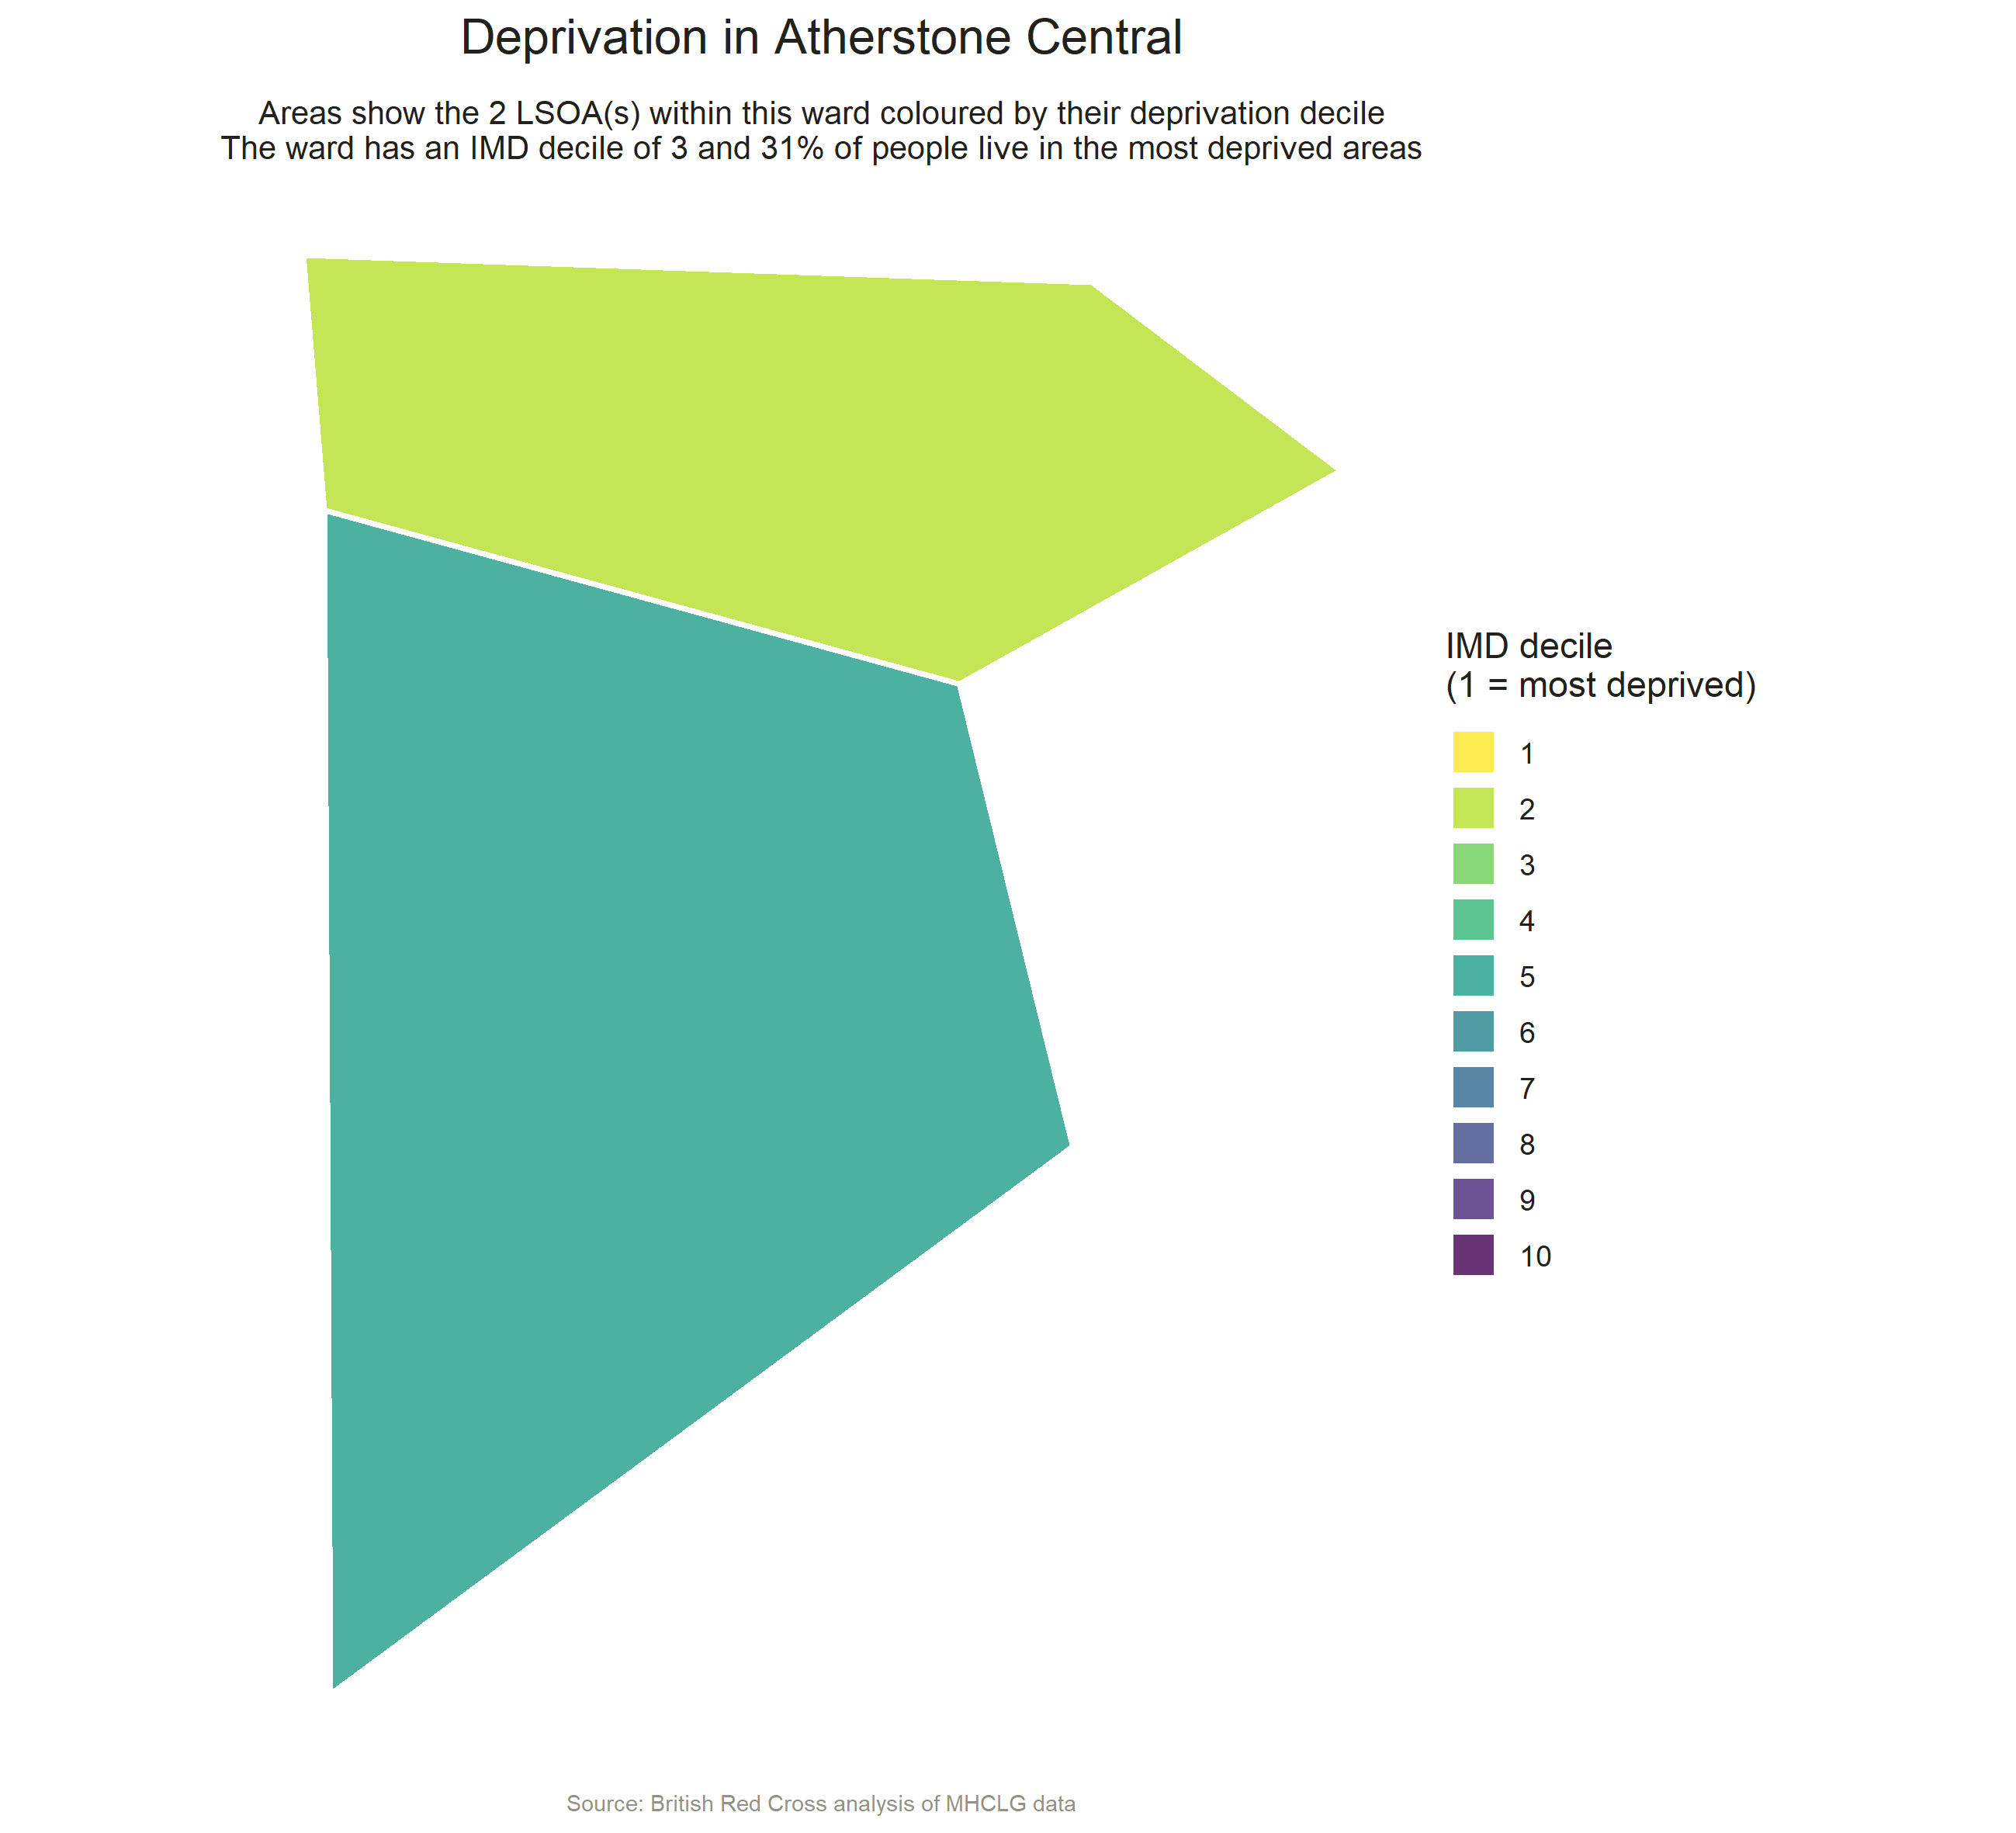 Deprivation in Atherstone Central
Areas show the 2 LSOA(s) within this ward coloured by their deprivation decile
The ward has an IMD decile of 3 and 31% of people live in the most deprived areas
IMD decile
(1 = most deprived)
1
2
3
4
5
6
7
8
9
10
Source: British Red Cross analysis of MHCLG data